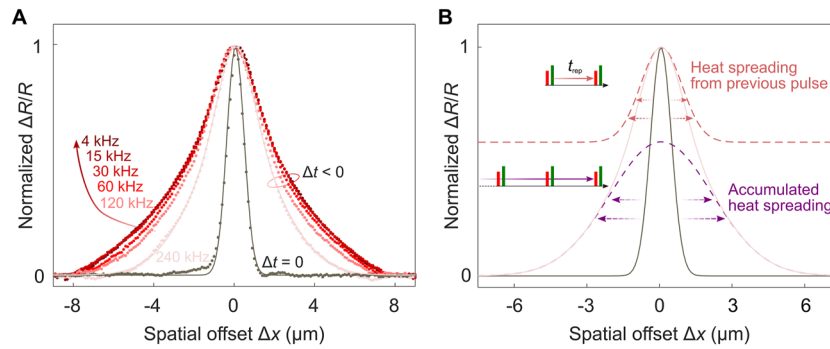 A
Normalized ΔR/R
1
0
4 kHz
15 kHz
30 kHz
60 kHz
120 kHz
240 kHz
Δt < 0
Δt = 0
-8
-4
0
4
8
Spatial offset Δx (μm)
B
Normalized ΔR/R
1
0
t_rep
Heat spreading
from previous pulse
Accumulated
heat spreading
-6
-3
0
3
6
Spatial offset Δx (μm)